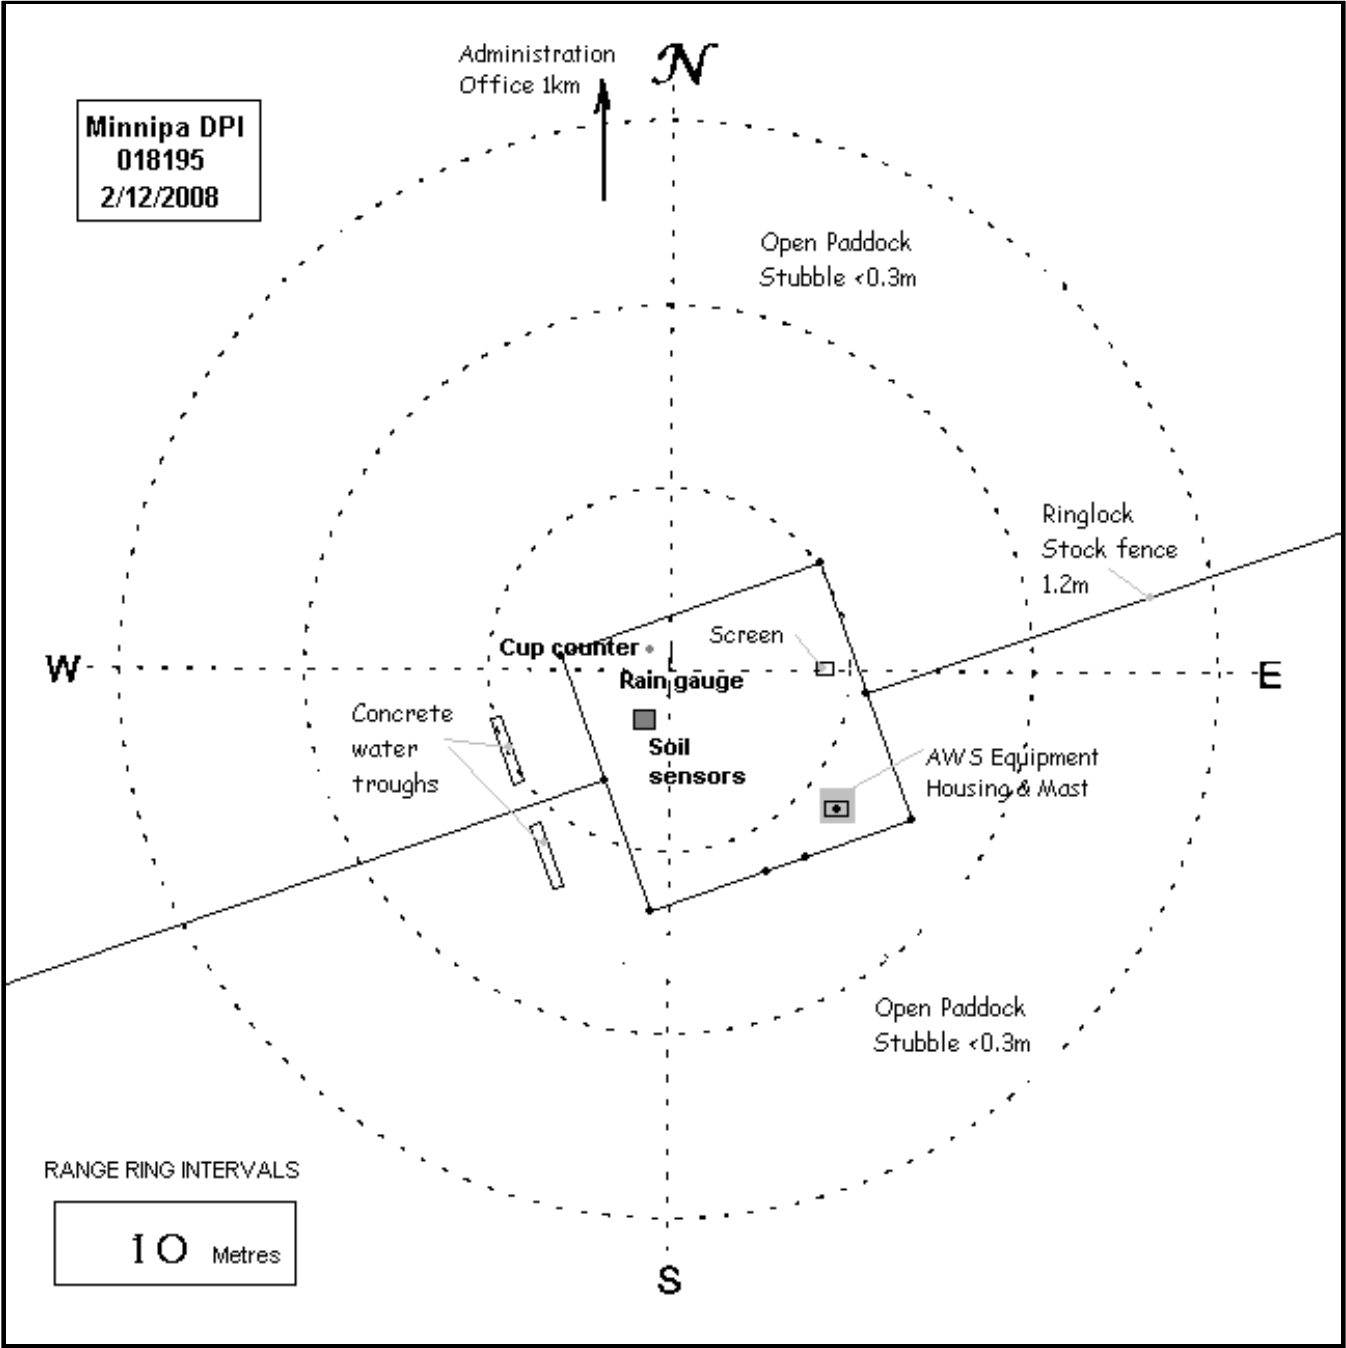 Administration
Office 1km
N
Minnipa DPI
018195
2/12/2008
Open Paddock
Stubble <0.3m
Ringlock
Stock fence
1.2m
Screen
Cup counter
W
E
Rain gauge
Concrete
water
troughs
Soil
sensors
AWS Equipment
Housing & Mast
Open Paddock
Stubble <0.3m
RANGE RING INTERVALS
10 Metres
S